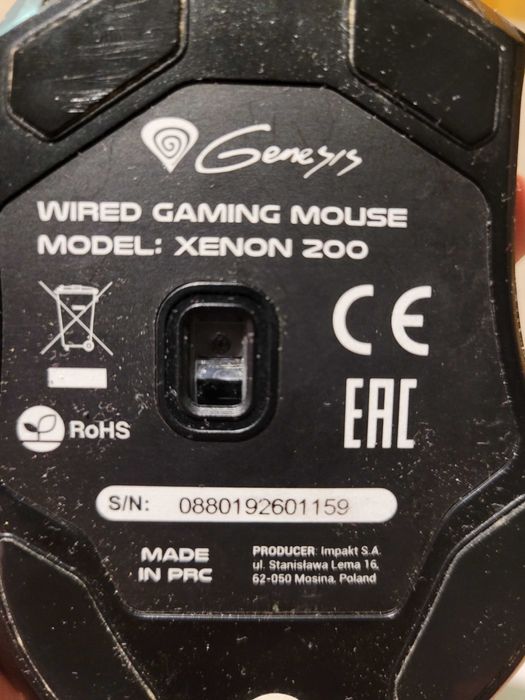 Genesis
WIRED GAMING MOUSE
MODEL: XENON 200
CE
EAC
RoHS
S/N: 0880192601159
MADE
IN PRC
PRODUCER: Impakt S.A.
ul. Stanisława Lema 16,
62-050 Mosina, Poland